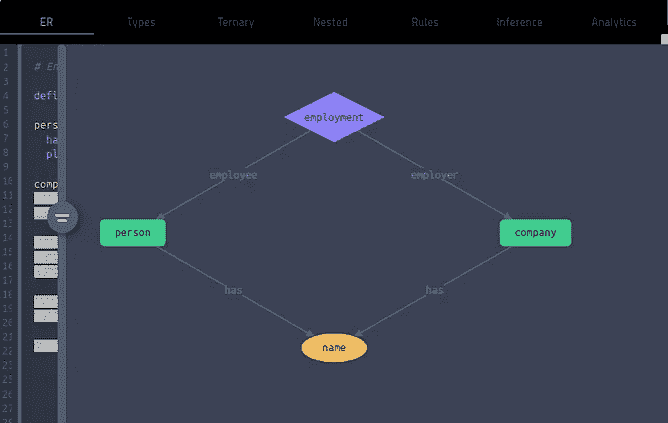 ER Types Ternary Nested Rules Inference Analytics
1
2 # En
3
4 defi
5
6 pers
7 ha
8 pl
9
10 comp
11
12
13
14
15
16
17
18
19
20
21
22
employment
employee employer
person company
has has
name